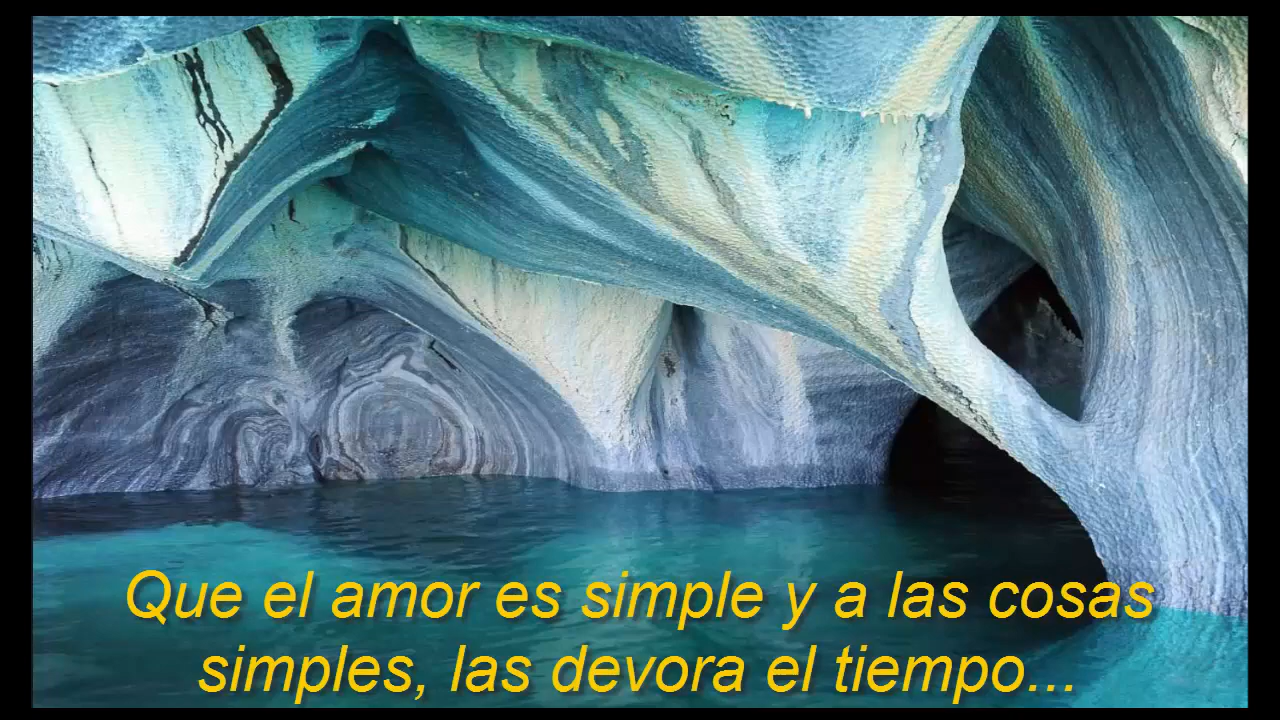 Que el amor es simple y a las cosas
simples, las devora el tiempo...